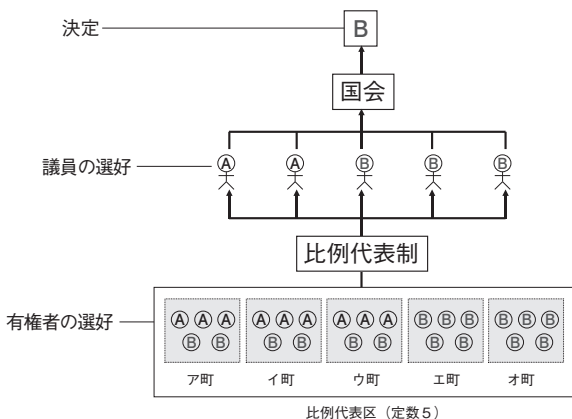 決定
B
国会
議員の選好
A A B B B
比例代表制
有権者の選好
A A A A A A A A A B B B B B B
B B B B B B B B B B
ア町 イ町 ウ町 エ町 オ町
比例代表区（定数5）